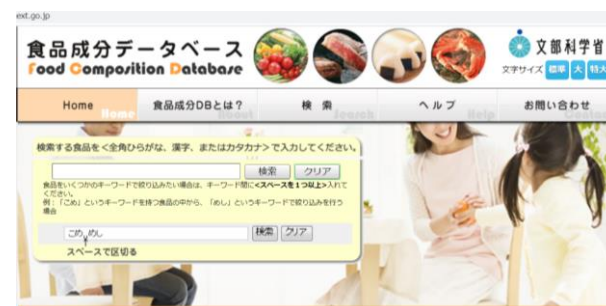 ext.go.jp
食品成分データベース
Food Composition Database
文部科学省
文字サイズ 標準 大 特大
Home 食品成分DBとは？ 検 索 ヘ ル プ お問い合わせ
Home About Search Help Contac
検索する食品を＜全角ひらがな、漢字、またはカタカナ＞で入力してください。
検索 クリア
食品をいくつかのキーワードで絞り込みたい場合は、キーワード間に<スペースを1つ以上>入れて
ください。
例：「こめ」というキーワードを持つ食品の中から、「めし」というキーワードで絞り込みを行う
場合
こめ めし 検索 クリア
スペースで区切る